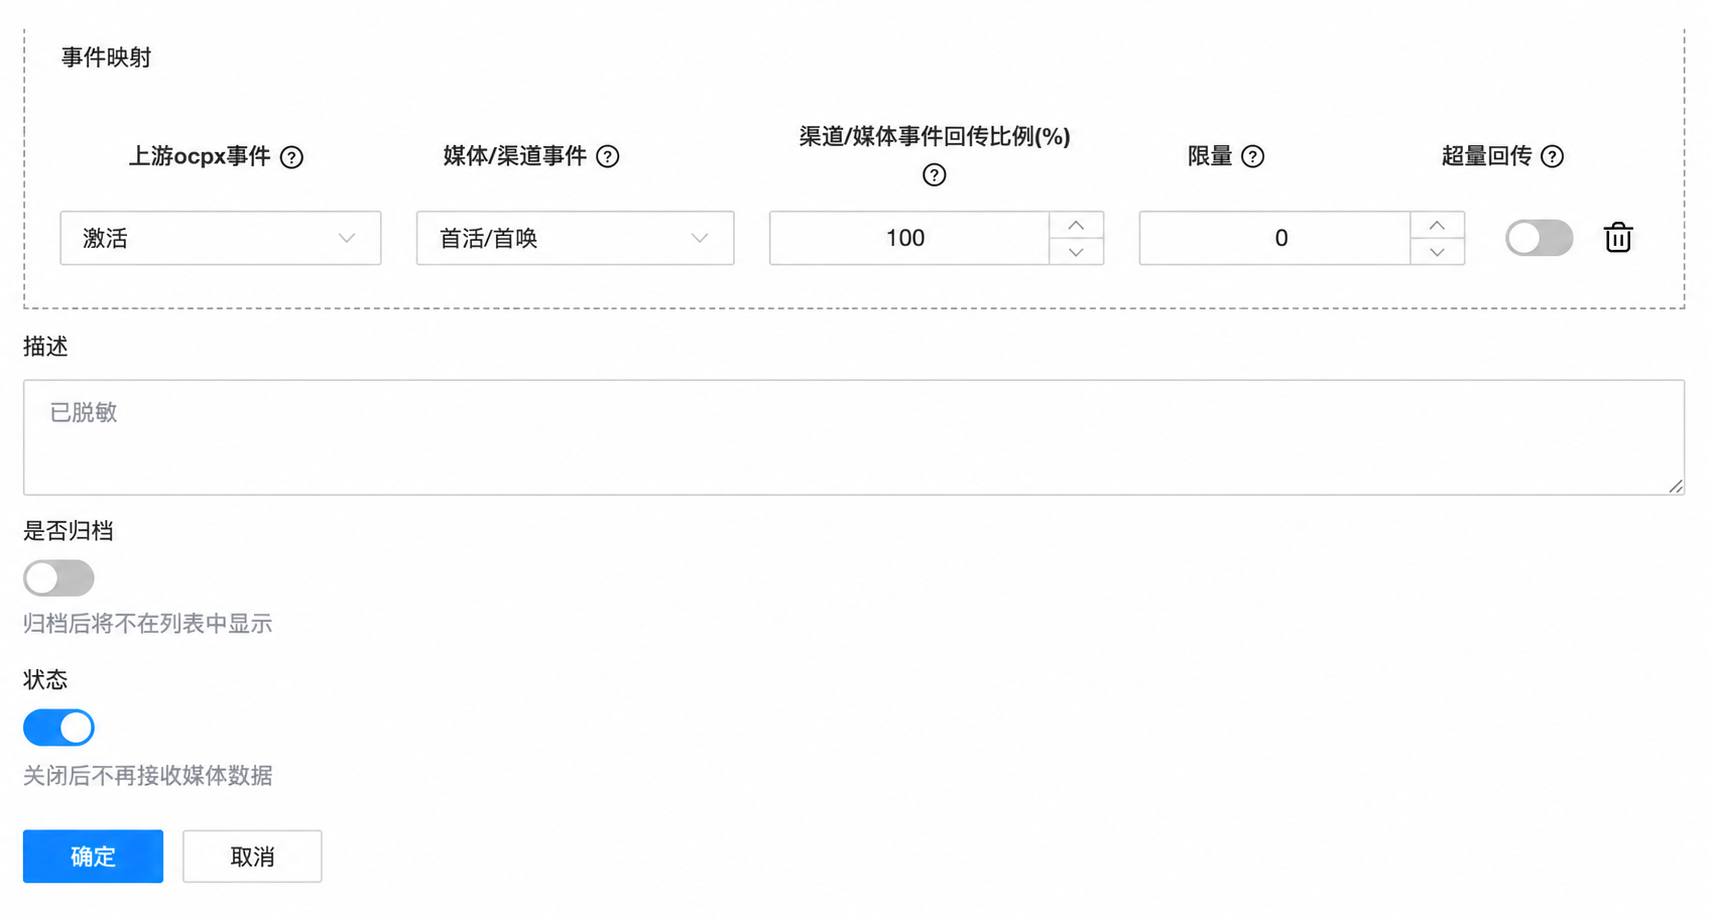 事件映射
上游ocpx事件
媒体/渠道事件
渠道/媒体事件回传比例(%)
限量
超量回传
激活
首活/首唤
100
0
描述
已脱敏
是否归档
归档后将不在列表中显示
状态
关闭后不再接收媒体数据
确定
取消